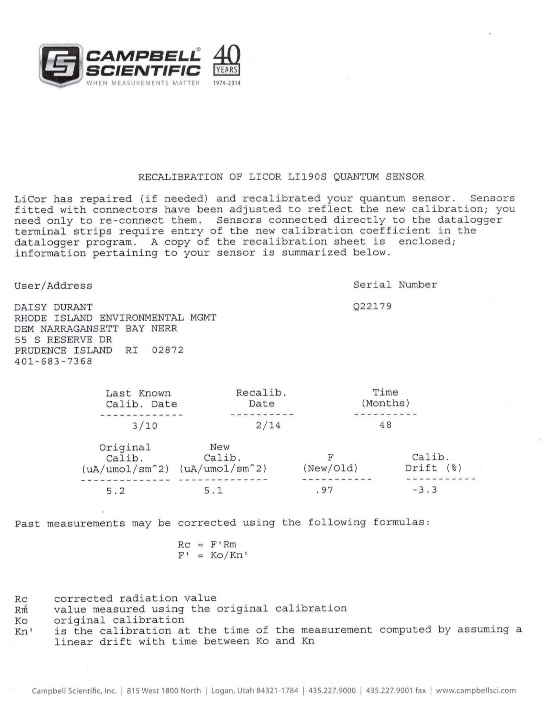 CAMPBELL SCIENTIFIC®
WHEN MEASUREMENTS MATTER
40
YEARS
1974-2014
RECALIBRATION OF LICOR LI190S QUANTUM SENSOR
LiCor has repaired (if needed) and recalibrated your quantum sensor.  Sensors
fitted with connectors have been adjusted to reflect the new calibration; you
need only to re-connect them.  Sensors connected directly to the datalogger
terminal strips require entry of the new calibration coefficient in the
datalogger program.  A copy of the recalibration sheet is  enclosed;
information pertaining to your sensor is summarized below.
User/Address    Serial Number
DAISY DURANT    Q22179
RHODE ISLAND ENVIRONMENTAL MGMT
DEM NARRAGANSETT BAY NERR
55 S RESERVE DR
PRUDENCE ISLAND  RI  02872
401-683-7368
Last Known    Recalib.    Time
Calib. Date    Date    (Months)
-------------    ----------    ----------
3/10    2/14    48
Original    New
Calib.    Calib.    F    Calib.
(uA/umol/sm^2)  (uA/umol/sm^2)    (New/Old)    Drift (%)
--------------  --------------    -----------    -----------
5.2    5.1    .97    -3.3
Past measurements may be corrected using the following formulas:
Rc = F'Rm
F' = Ko/Kn'
Rc    corrected radiation value
Rm    value measured using the original calibration
Ko    original calibration
Kn'    is the calibration at the time of the measurement computed by assuming a
linear drift with time between Ko and Kn
Campbell Scientific, Inc. | 815 West 1800 North | Logan, Utah 84321-1784 | 435.227.9000 | 435.227.9001 fax | www.campbellsci.com